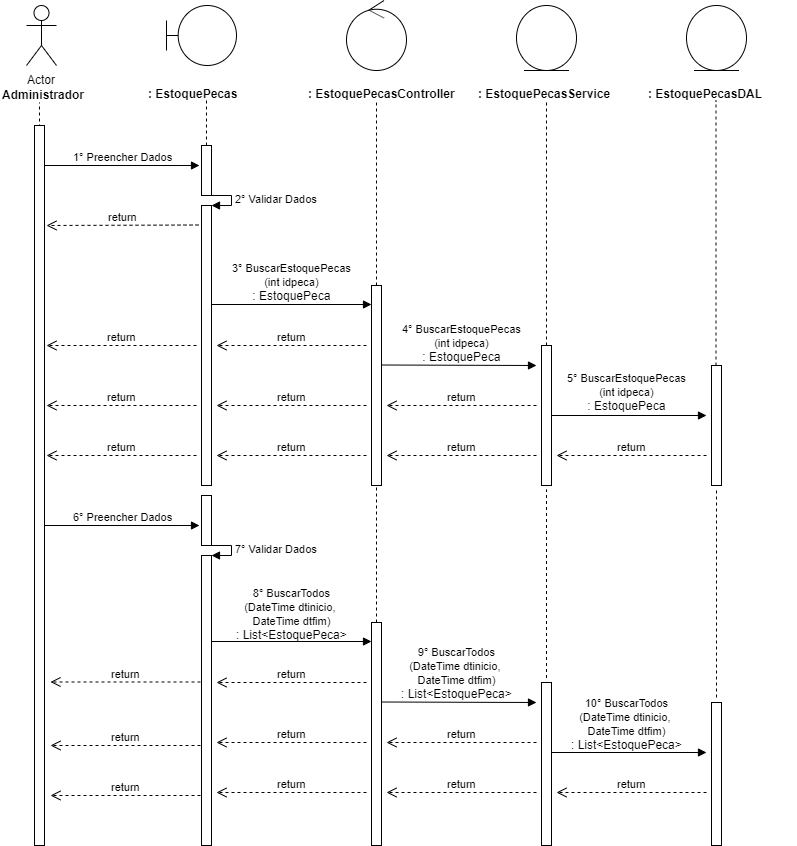 Actor
Administrador
: EstoquePecas
: EstoquePecasController
: EstoquePecasService
: EstoquePecasDAL
1° Preencher Dados
2° Validar Dados
return
3° BuscarEstoquePecas
(int idpeca)
: EstoquePeca
return
return
4° BuscarEstoquePecas
(int idpeca)
: EstoquePeca
5° BuscarEstoquePecas
(int idpeca)
: EstoquePeca
return
return
return
return
return
return
return
6° Preencher Dados
7° Validar Dados
8° BuscarTodos
(DateTime dtinicio,
DateTime dtfim)
: List<EstoquePeca>
9° BuscarTodos
(DateTime dtinicio,
DateTime dtfim)
: List<EstoquePeca>
return
return
10° BuscarTodos
(DateTime dtinicio,
DateTime dtfim)
: List<EstoquePeca>
return
return
return
return
return
return
return